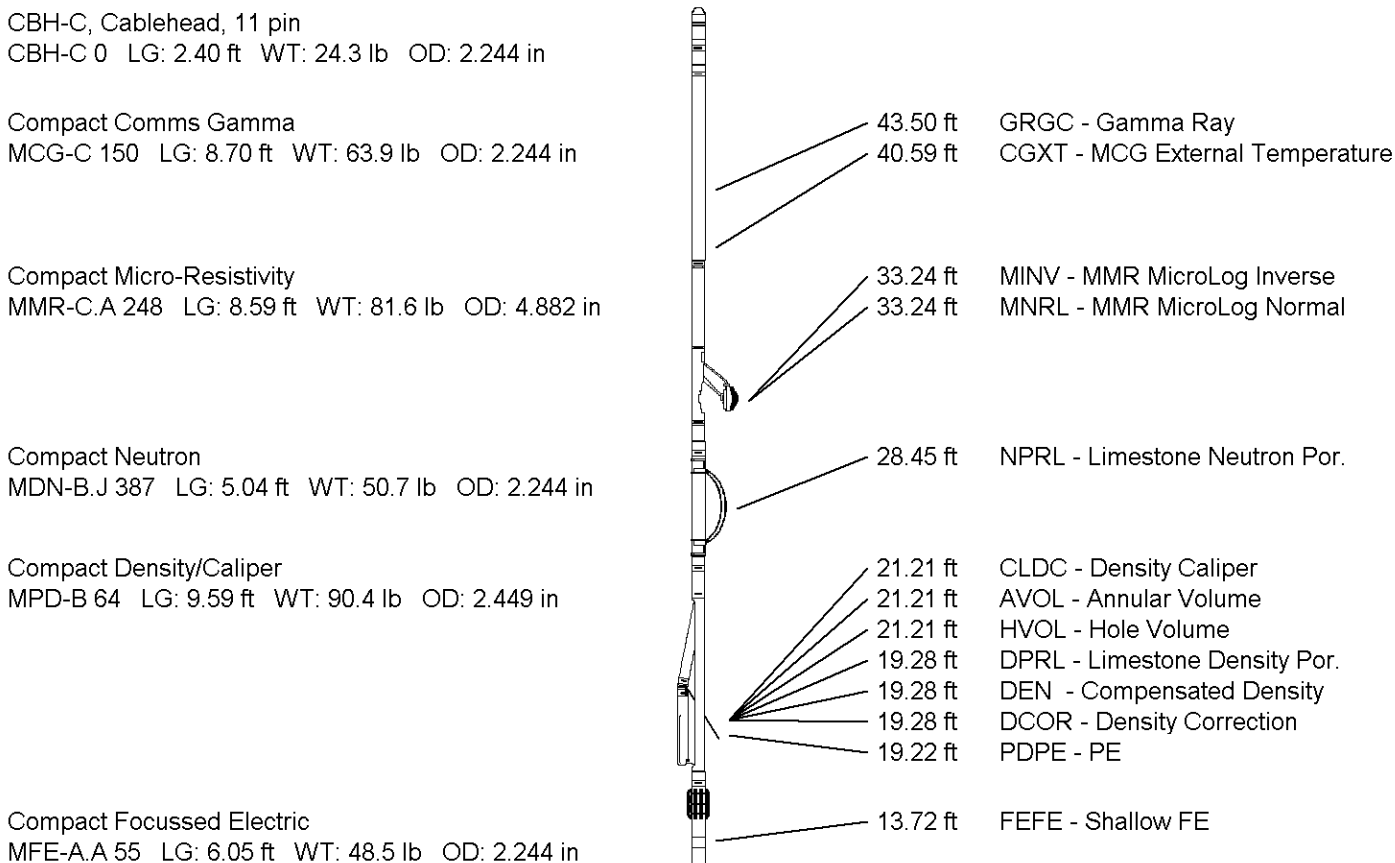 CBH-C, Cablehead, 11 pin
CBH-C 0 LG: 2.40 ft WT: 24.3 lb OD: 2.244 in
Compact Comms Gamma
MCG-C 150 LG: 8.70 ft WT: 63.9 lb OD: 2.244 in
43.50 ft GRGC - Gamma Ray
40.59 ft CGXT - MCG External Temperature
Compact Micro-Resistivity
MMR-C.A 248 LG: 8.59 ft WT: 81.6 lb OD: 4.882 in
33.24 ft MINV - MMR MicroLog Inverse
33.24 ft MNRL - MMR MicroLog Normal
Compact Neutron
MDN-B.J 387 LG: 5.04 ft WT: 50.7 lb OD: 2.244 in
28.45 ft NPRL - Limestone Neutron Por.
Compact Density/Caliper
MPD-B 64 LG: 9.59 ft WT: 90.4 lb OD: 2.449 in
21.21 ft CLDC - Density Caliper
21.21 ft AVOL - Annular Volume
21.21 ft HVOL - Hole Volume
19.28 ft DPRL - Limestone Density Por.
19.28 ft DEN - Compensated Density
19.28 ft DCOR - Density Correction
19.22 ft PDPE - PE
Compact Focussed Electric
MFE-A.A 55 LG: 6.05 ft WT: 48.5 lb OD: 2.244 in
13.72 ft FEFE - Shallow FE